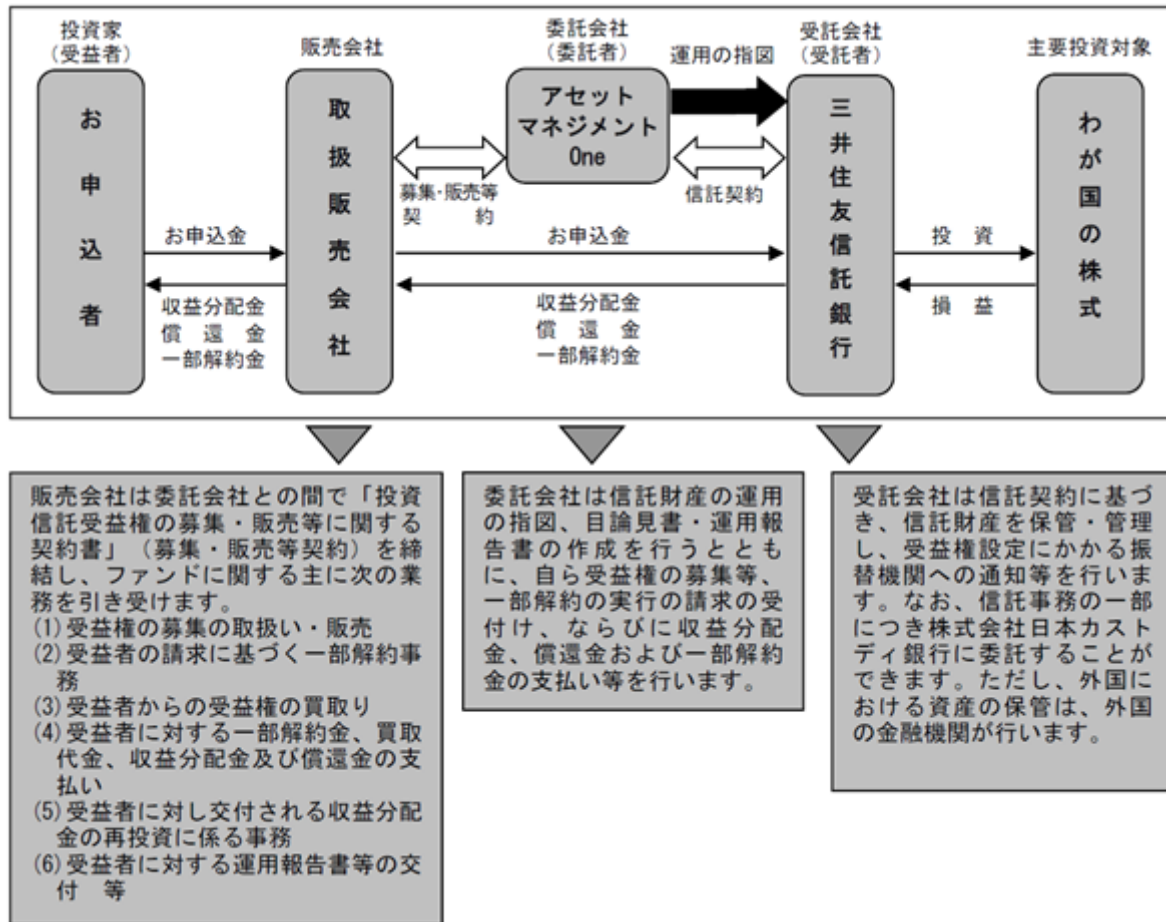 投資家
(受益者)
お申込者
販売会社
取扱販売会社
委託会社
(委託者)
アセット
マネジメント
One
運用の指図
受託会社
(受託者)
三井住友信託銀行
主要投資対象
わが国の株式
募集・販売等
契　　約
信託契約
お申込金
収益分配金
償　還　金
一部解約金
お申込金
収益分配金
償　還　金
一部解約金
投　資
損　益
販売会社は委託会社との間で「投資
信託受益権の募集・販売等に関する
契約書」（募集・販売等契約）を締
結し、ファンドに関する主に次の業
務を引き受けます。
(1)受益権の募集の取扱い・販売
(2)受益者の請求に基づく一部解約事
務
(3)受益者からの受益権の買取り
(4)受益者に対する一部解約金、買取
代金、収益分配金及び償還金の支
払い
(5)受益者に対し交付される収益分配
金の再投資に係る事務
(6)受益者に対する運用報告書等の交
付　等
委託会社は信託財産の運用
の指図、目論見書・運用報
告書の作成を行うととも
に、自ら受益権の募集等、
一部解約の実行の請求の受
付け、ならびに収益分配
金、償還金および一部解約
金の支払い等を行います。
受託会社は信託契約に基づ
き、信託財産を保管・管理
し、受益権設定にかかる振
替機関への通知等を行いま
す。なお、信託事務の一部
につき株式会社日本カスト
ディ銀行に委託することが
できます。ただし、外国に
おける資産の保管は、外国
の金融機関が行います。